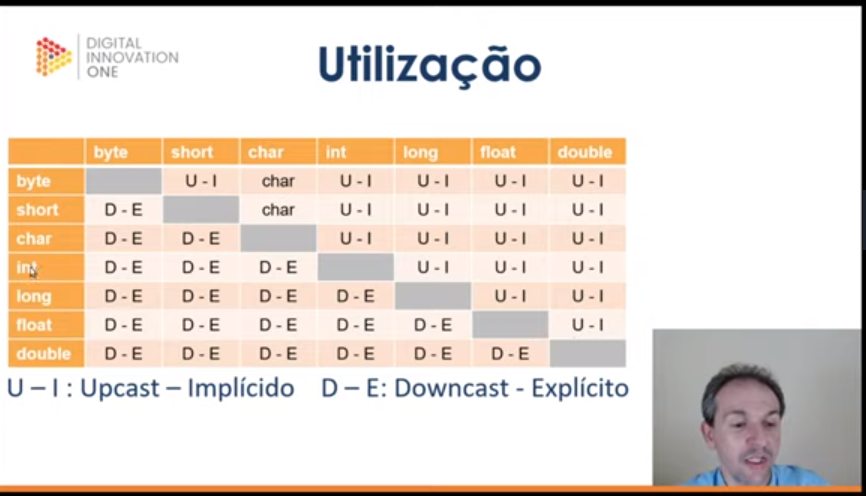 DIGITAL
INNOVATION
ONE
Utilização
byte short char int long float double
byte U - I char U - I U - I U - I U - I
short D - E char U - I U - I U - I U - I
char D - E D - E U - I U - I U - I U - I
int D - E D - E D - E U - I U - I U - I
long D - E D - E D - E D - E U - I U - I
float D - E D - E D - E D - E D - E U - I
double D - E D - E D - E D - E D - E D - E
U – I : Upcast – Implícido D – E: Downcast - Explícito